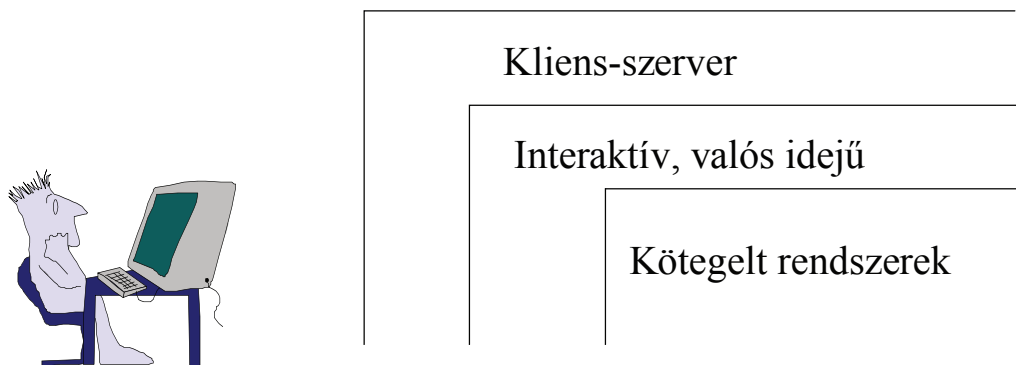 Kliens-szerver
Interaktív, valós idejű
Kötegelt rendszerek